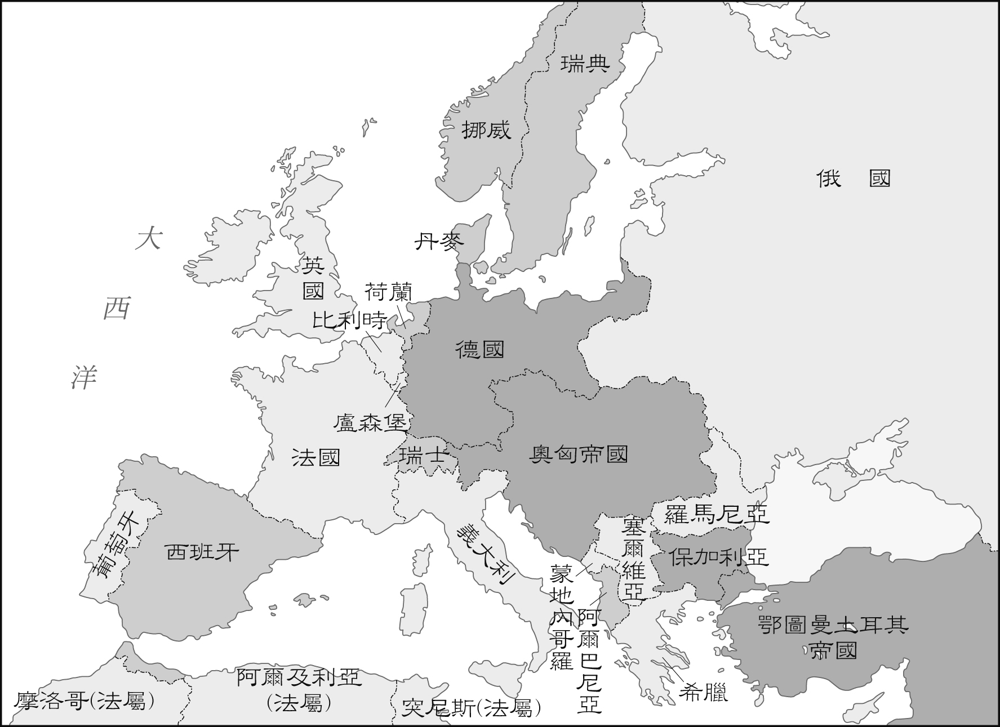 瑞典
挪威
俄國
丹麥
大西洋
英國
荷蘭
比利時
德國
盧森堡
法國
瑞士
奧匈帝國
羅馬尼亞
塞爾維亞
保加利亞
義大利
葡萄牙
西班牙
蒙地內哥羅
阿爾巴尼亞
鄂圖曼土耳其
帝國
希臘
摩洛哥(法屬)
阿爾及利亞
(法屬)
突尼斯(法屬)